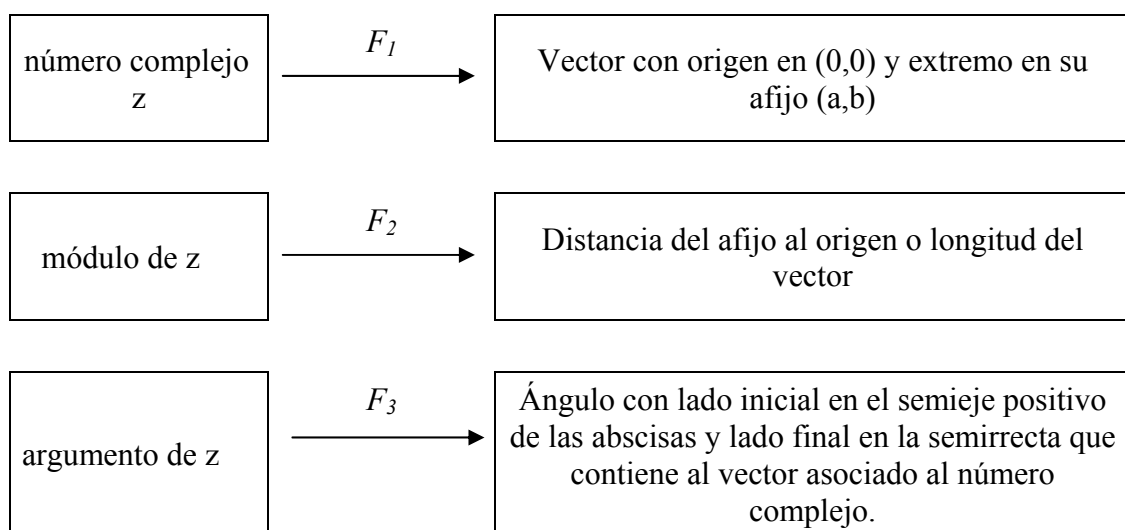 número complejo
z
F1
Vector con origen en (0,0) y extremo en su
afijo (a,b)
módulo de z
F2
Distancia del afijo al origen o longitud del
vector
argumento de z
F3
Ángulo con lado inicial en el semieje positivo
de las abscisas y lado final en la semirrecta que
contiene al vector asociado al número
complejo.